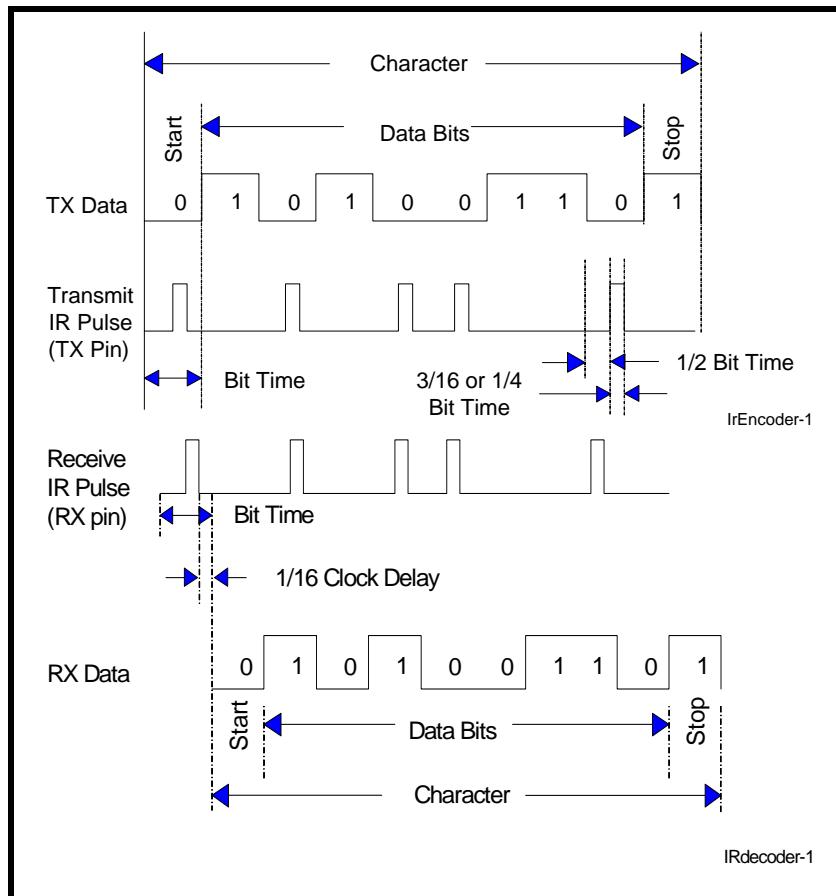 Character
Start
Data Bits
Stop
TX Data
0 1 0 1 0 0 1 1 0 1
Transmit
IR Pulse
(TX Pin)
Bit Time
3/16 or 1/4
Bit Time
1/2 Bit Time
IrEncoder-1
Receive
IR Pulse
(RX pin)
Bit Time
1/16 Clock Delay
RX Data
0 1 0 1 0 0 1 1 0 1
Start
Data Bits
Stop
Character
IRdecoder-1